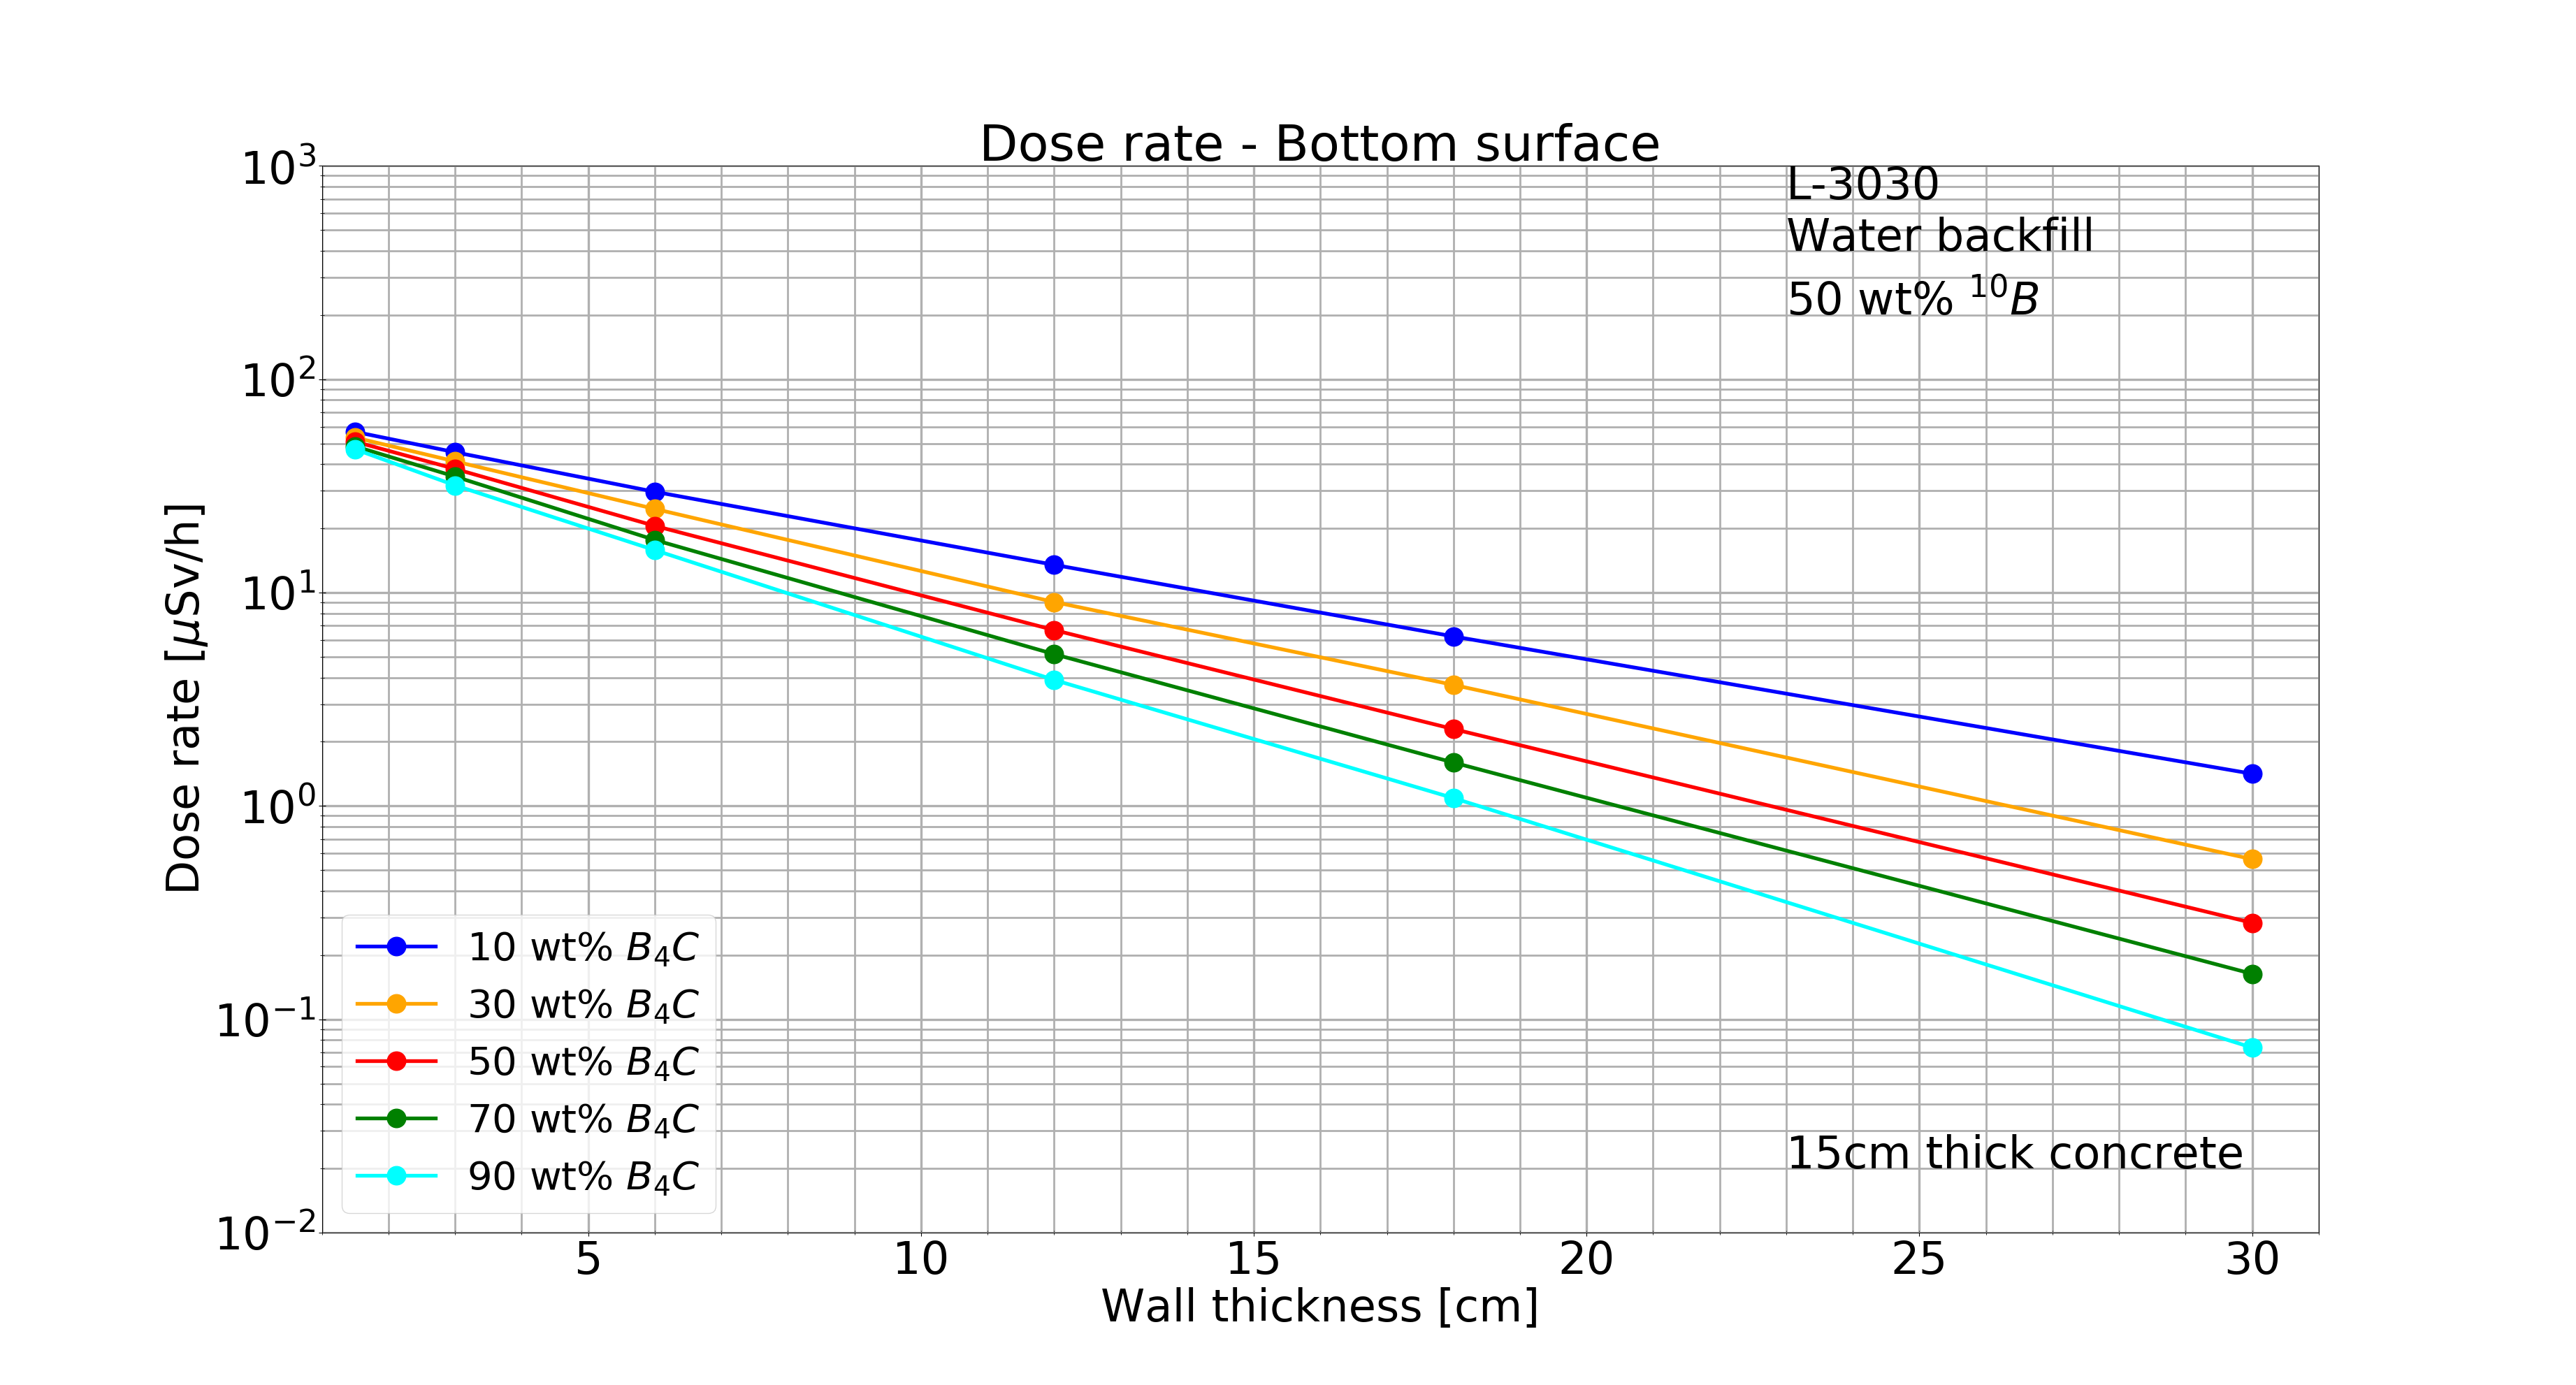 Dose rate - Bottom surface
L-3030
Water backfill
50 wt% ¹⁰B
10³
10²
10¹
10⁰
10⁻¹
10⁻²
Dose rate [μSv/h]
10 wt% B₄C
30 wt% B₄C
50 wt% B₄C
70 wt% B₄C
90 wt% B₄C
15cm thick concrete
5 10 15 20 25 30
Wall thickness [cm]